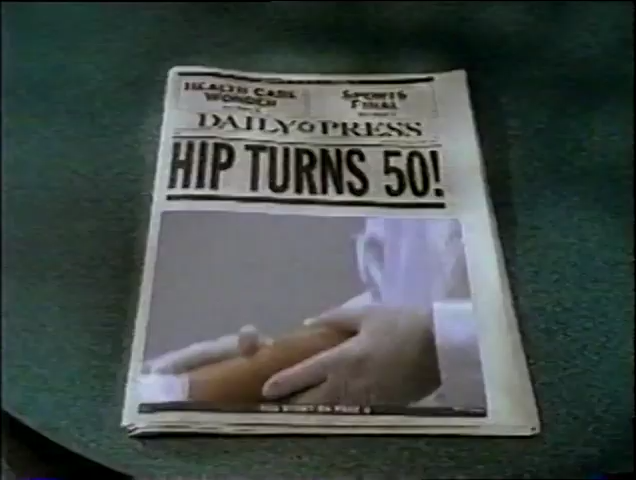 HEALTH CARE
WONDER
SPORTS
FINAL
DAILY PRESS
HIP TURNS 50!